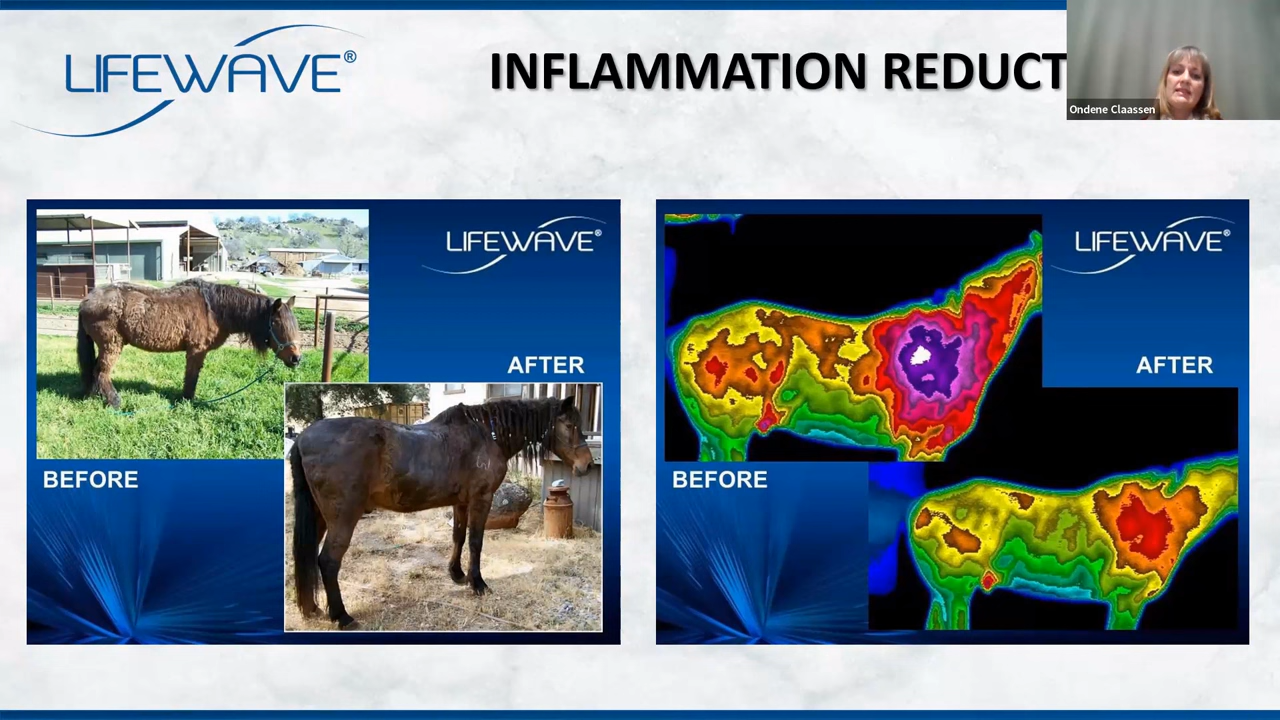 LIFEWAVE®
INFLAMMATION REDUCT
Ondene Claassen
LIFEWAVE®
AFTER
BEFORE
LIFEWAVE®
AFTER
BEFORE